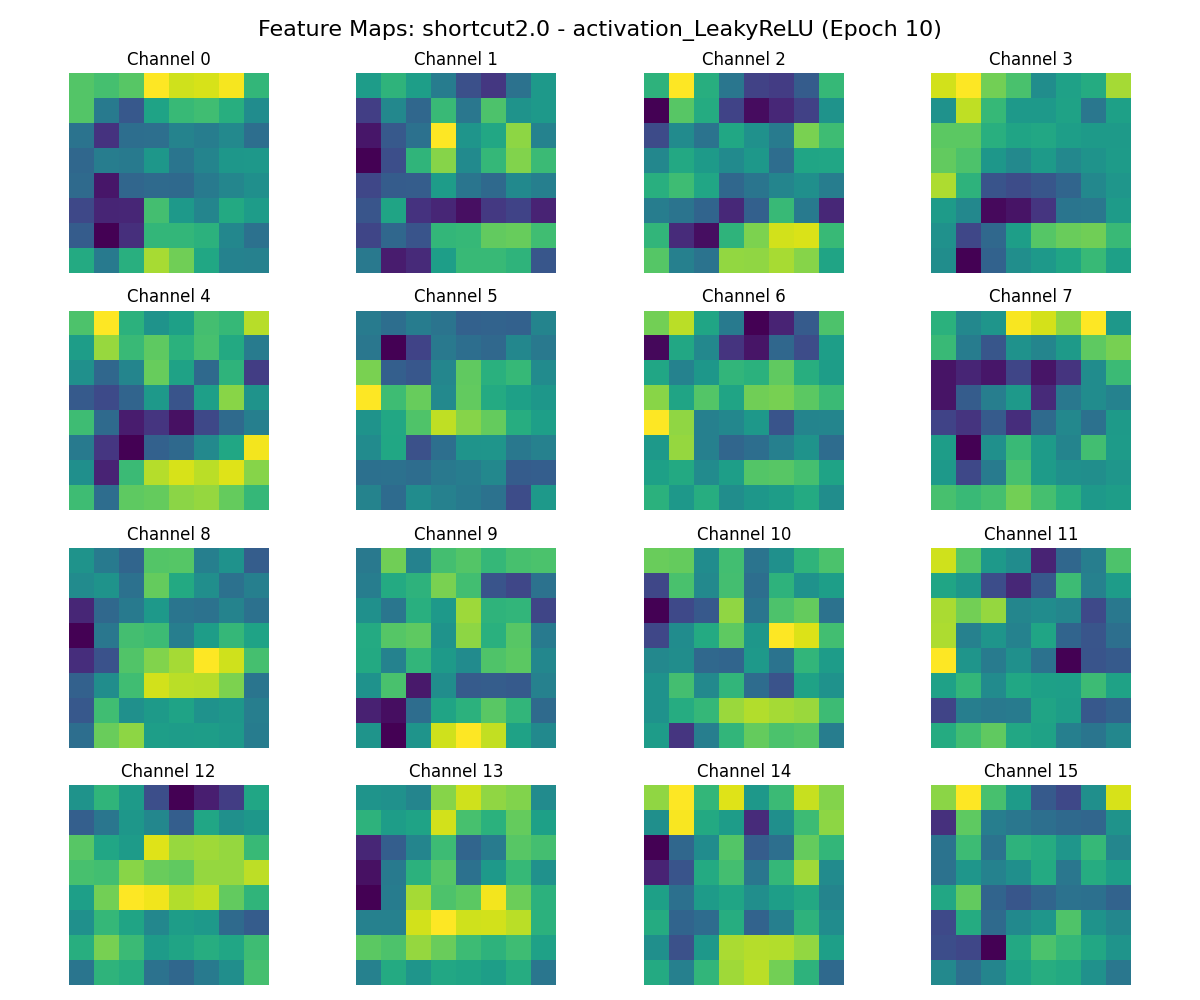 Feature Maps: shortcut2.0 - activation_LeakyReLU (Epoch 10)
Channel 0
Channel 1
Channel 2
Channel 3
Channel 4
Channel 5
Channel 6
Channel 7
Channel 8
Channel 9
Channel 10
Channel 11
Channel 12
Channel 13
Channel 14
Channel 15